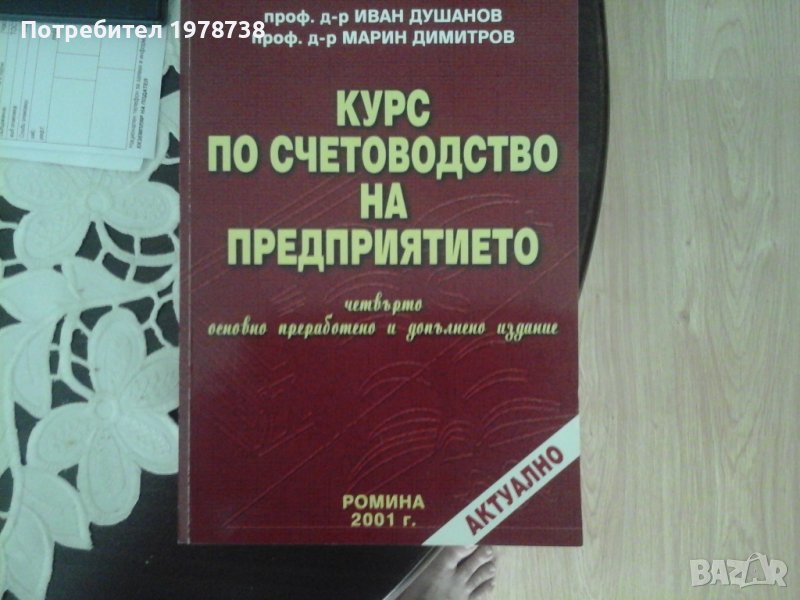 Потребител 1978738
проф. д-р ИВАН ДУШАНОВ
проф. д-р МАРИН ДИМИТРОВ
КУРС
ПО СЧЕТОВОДСТВО
НА
ПРЕДПРИЯТИЕТО
четвърто
основно преработено и допълнено издание
АКТУАЛНО
РОМИНА
2001 г.
BAZAR